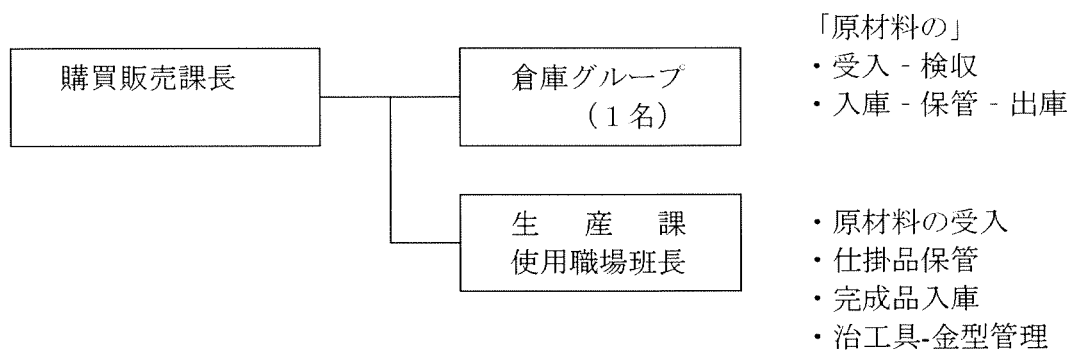 購買販売課長
倉庫グループ
(1名)
「原材料の」
・受入 - 検収
・入庫 - 保管 - 出庫
生産課
使用職場班長
・原材料の受入
・仕掛品保管
・完成品入庫
・治工具-金型管理